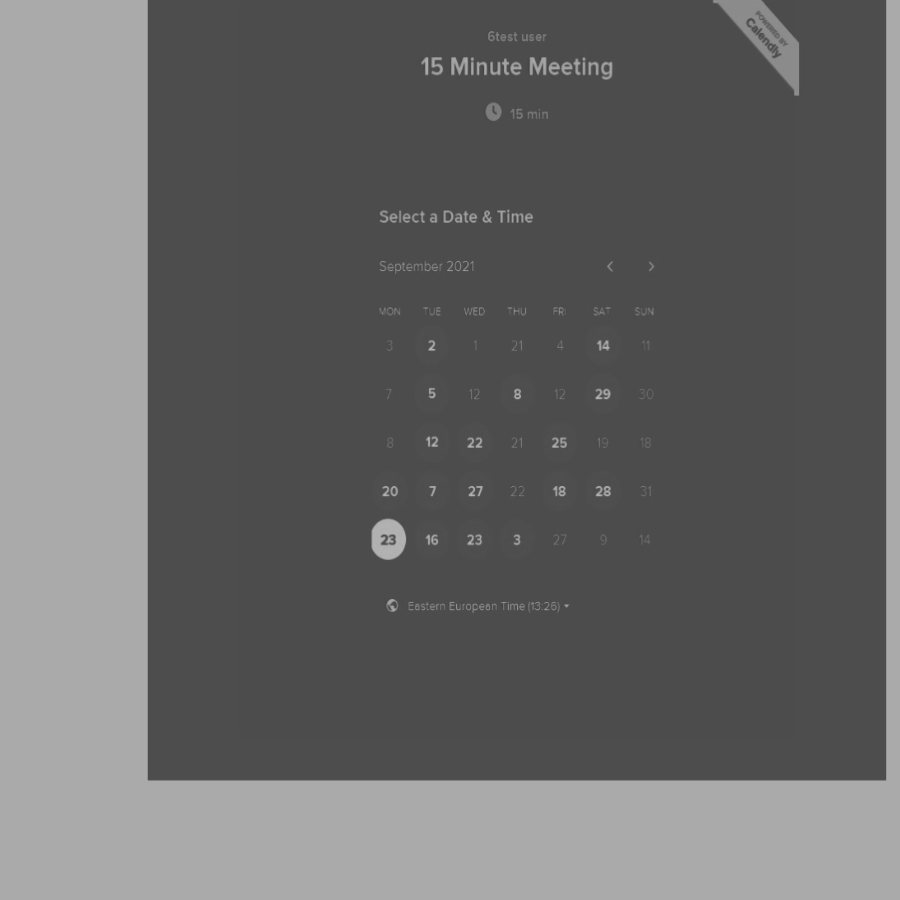 POWERED BY
Calendly
6test user
15 Minute Meeting
15 min
Select a Date & Time
September 2021
MON TUE WED THU FRI SAT SUN
3 2 1 21 4 14 11
7 5 12 8 12 29 30
8 12 22 21 25 19 18
20 7 27 22 18 28 31
23 16 23 3 27 9 14
Eastern European Time (13:26)